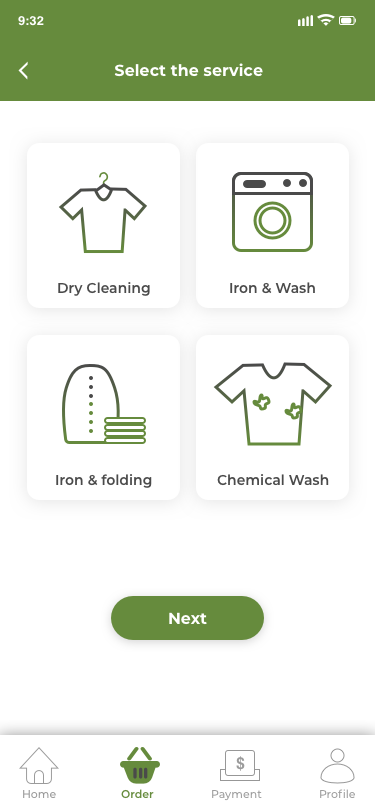 9:32
Select the service
Dry Cleaning
Iron & Wash
Iron & folding
Chemical Wash
Next
$
Home
Order
Payment
Profile